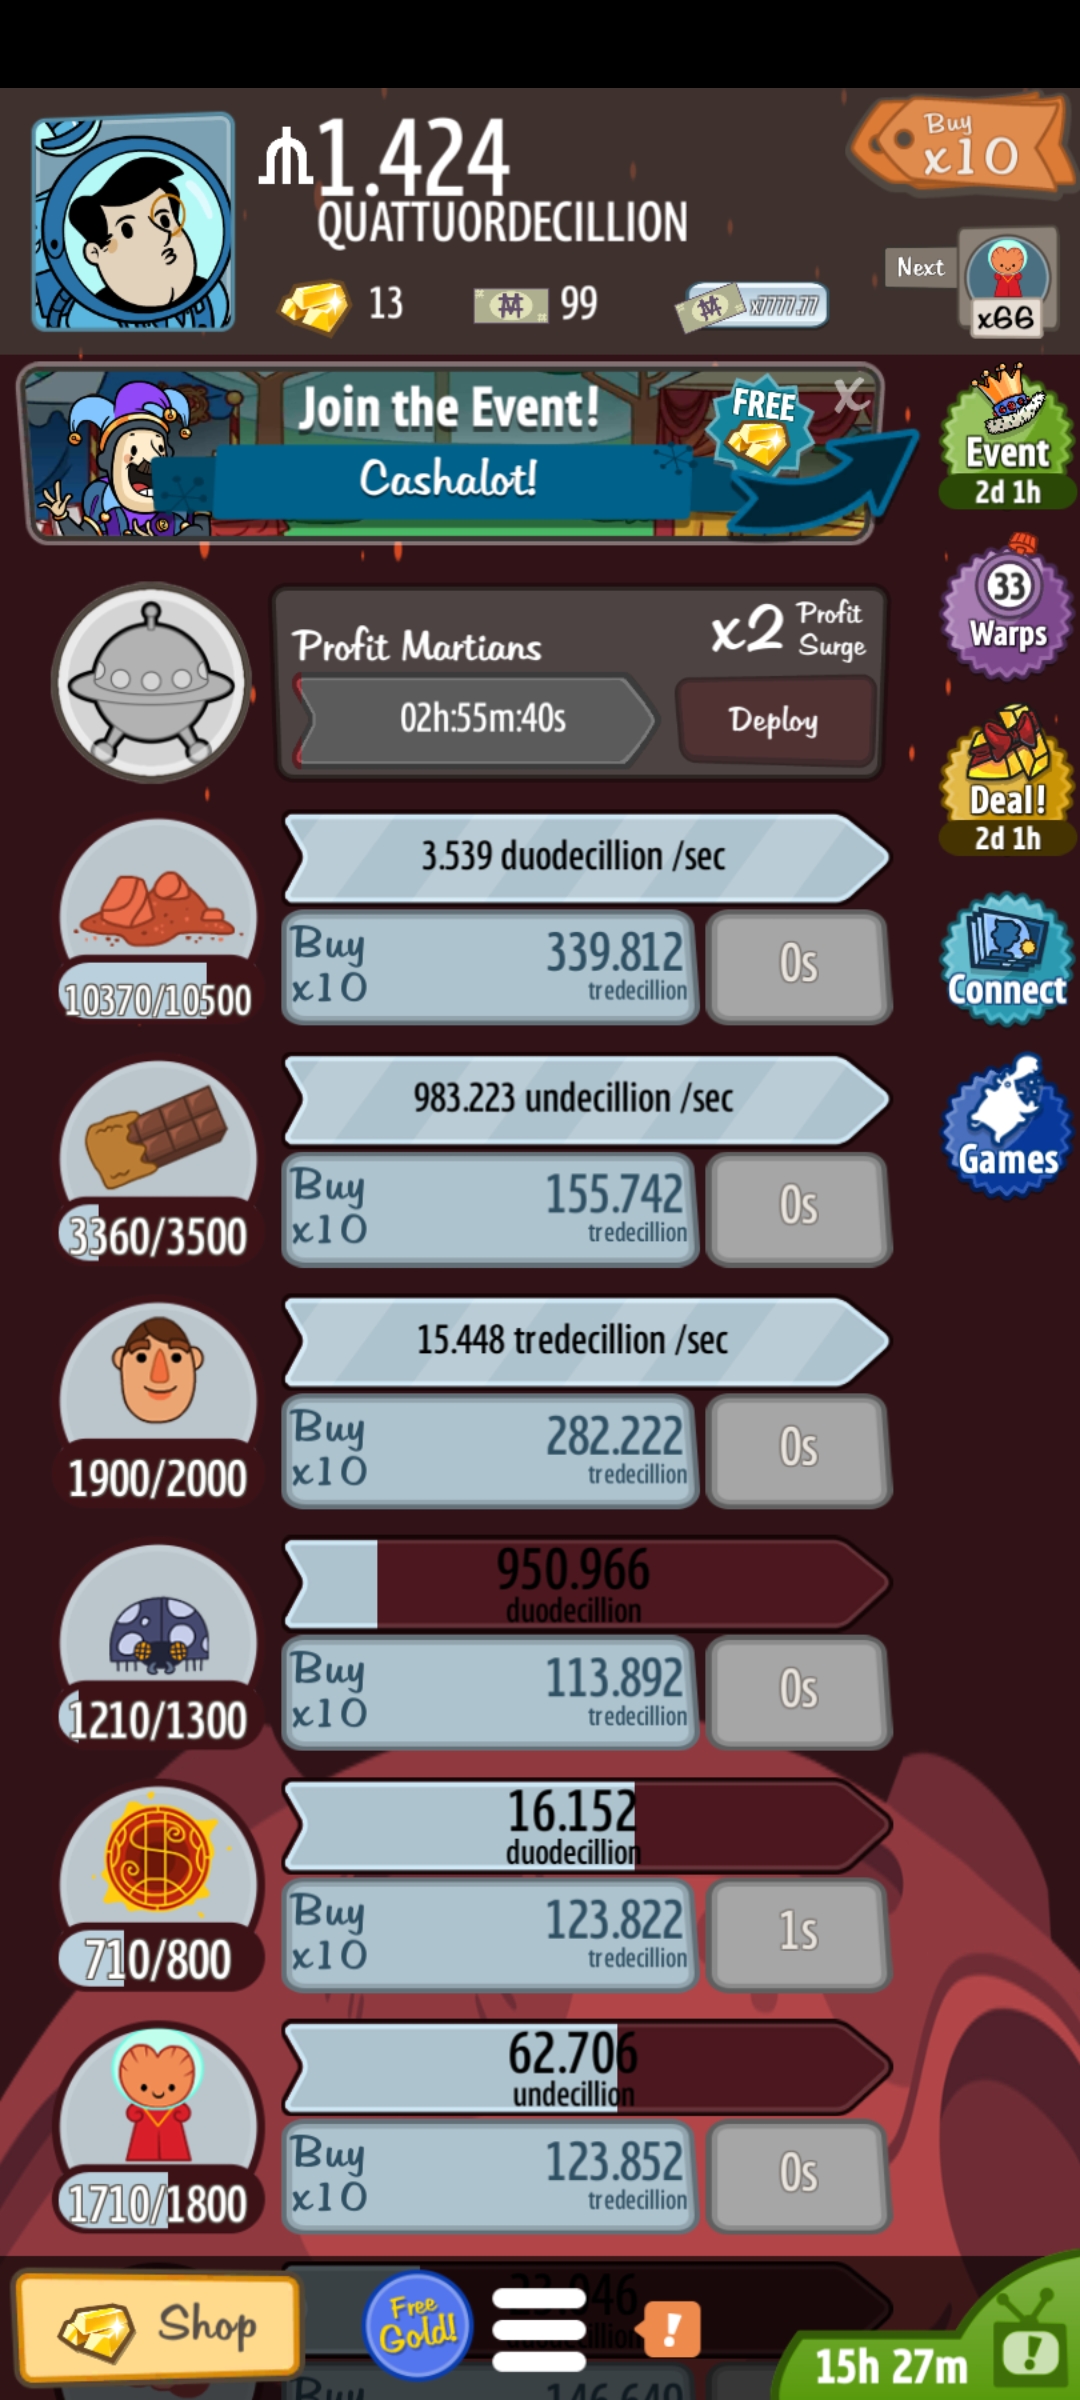 1.424
QUATTUORDECILLION
Buy
x10
13
99
x7777.77
Next
x66
Join the Event!
FREE
X
Cashalot!
Event
2d 1h
33
Warps
Profit Martians
x2 Profit
Surge
02h:55m:40s
Deploy
Deal!
2d 1h
3.539 duodecillion /sec
Buy
x10
339.812
tredecillion
0s
10370/10500
Connect
983.223 undecillion /sec
Buy
x10
155.742
tredecillion
0s
3360/3500
Games
15.448 tredecillion /sec
Buy
x10
282.222
tredecillion
0s
1900/2000
950.966
duodecillion
Buy
x10
113.892
tredecillion
0s
1210/1300
16.152
duodecillion
Buy
x10
123.822
tredecillion
1s
710/800
62.706
undecillion
Buy
x10
123.852
tredecillion
0s
1710/1800
Shop
Free
Gold!
!
15h 27m
!